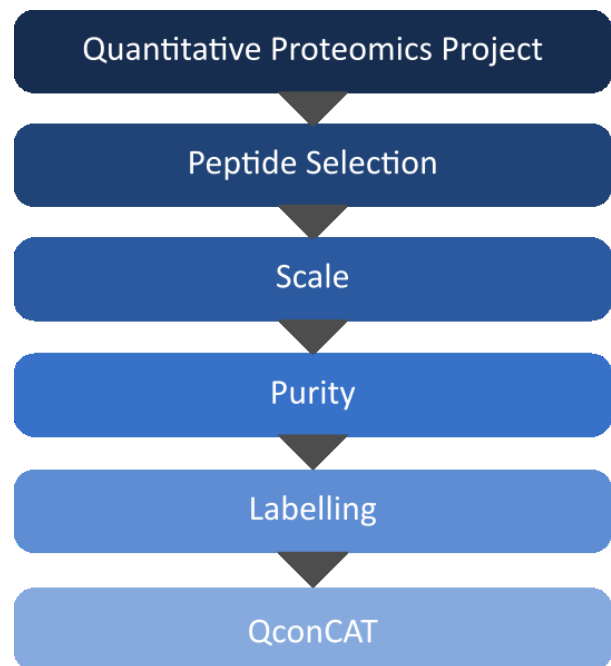 Quantitative Proteomics Project
Peptide Selection
Scale
Purity
Labelling
QconCAT